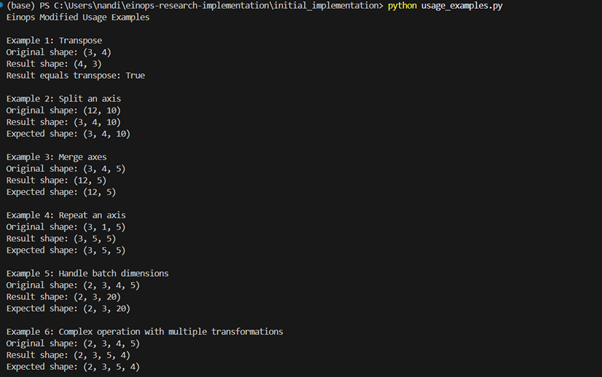 (base) PS C:\Users\nandi\einops-research-implementation\initial_implementation> python usage_examples.py
Einops Modified Usage Examples
Example 1: Transpose
Original shape: (3, 4)
Result shape: (4, 3)
Result equals transpose: True
Example 2: Split an axis
Original shape: (12, 10)
Result shape: (3, 4, 10)
Expected shape: (3, 4, 10)
Example 3: Merge axes
Original shape: (3, 4, 5)
Result shape: (12, 5)
Expected shape: (12, 5)
Example 4: Repeat an axis
Original shape: (3, 1, 5)
Result shape: (3, 5, 5)
Expected shape: (3, 5, 5)
Example 5: Handle batch dimensions
Original shape: (2, 3, 4, 5)
Result shape: (2, 3, 20)
Expected shape: (2, 3, 20)
Example 6: Complex operation with multiple transformations
Original shape: (2, 3, 4, 5)
Result shape: (2, 3, 5, 4)
Expected shape: (2, 3, 5, 4)